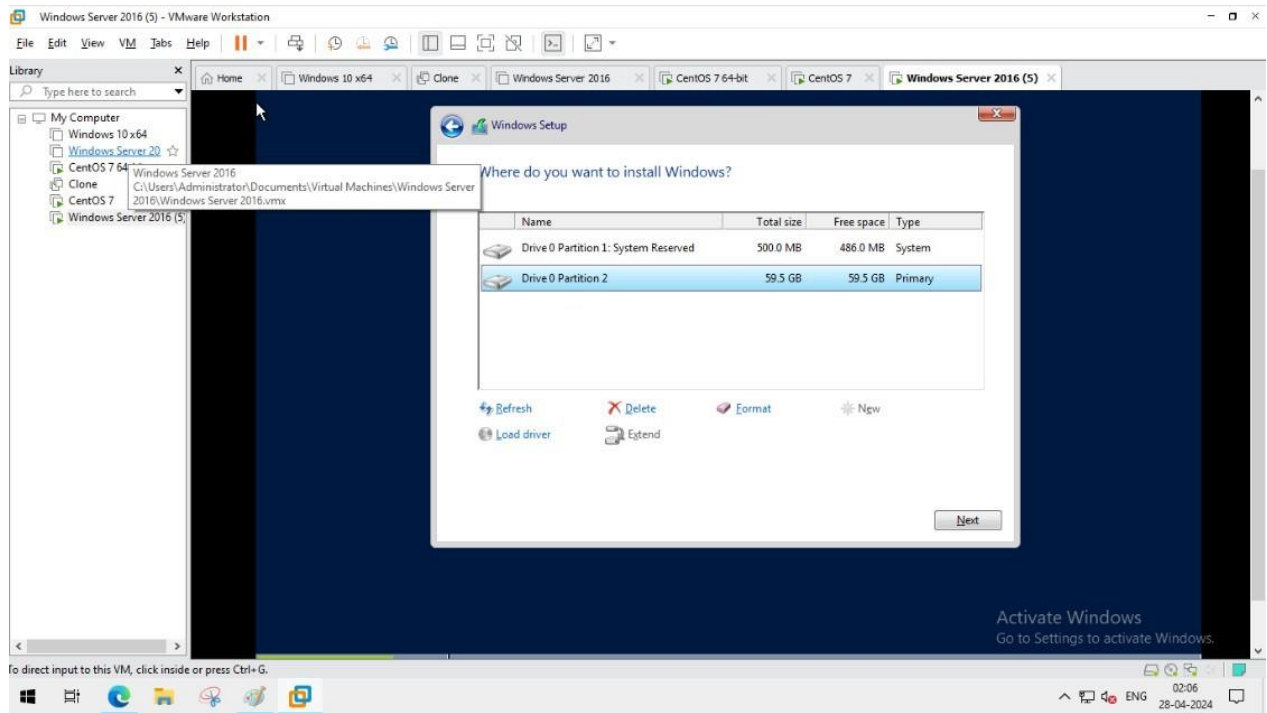 Windows Server 2016 (5) - VMware Workstation
File Edit View VM Tabs Help
Library
Type here to search
Home
Windows 10 x64
Clone
Windows Server 2016
CentOS 7 64-bit
CentOS 7
Windows Server 2016 (5)
My Computer
Windows 10 x64
Windows Server 20
CentOS 7 64
Clone
CentOS 7
Windows Server 2016 (5)
Windows Server 2016
C:\Users\Administrator\Documents\Virtual Machines\Windows Server
2016\Windows Server 2016.vmx
Windows Setup
Where do you want to install Windows?
Name Total size Free space Type
Drive 0 Partition 1: System Reserved 500.0 MB 486.0 MB System
Drive 0 Partition 2 59.5 GB 59.5 GB Primary
Refresh Delete Format New
Load driver Extend
Next
Activate Windows
Go to Settings to activate Windows.
To direct input to this VM, click inside or press Ctrl+G.
ENG
02:06
28-04-2024